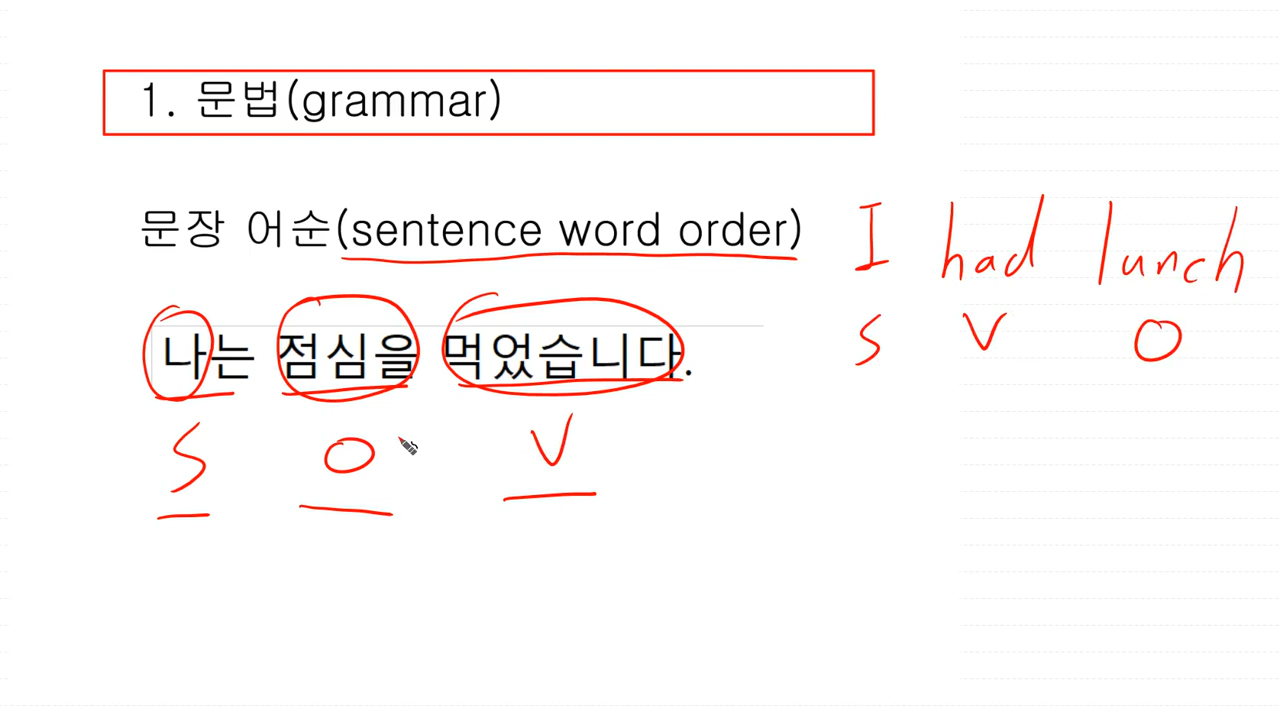 1. 문법(grammar)
문장 어순(sentence word order)
I had lunch
S V O
나는 점심을 먹었습니다.
S O V